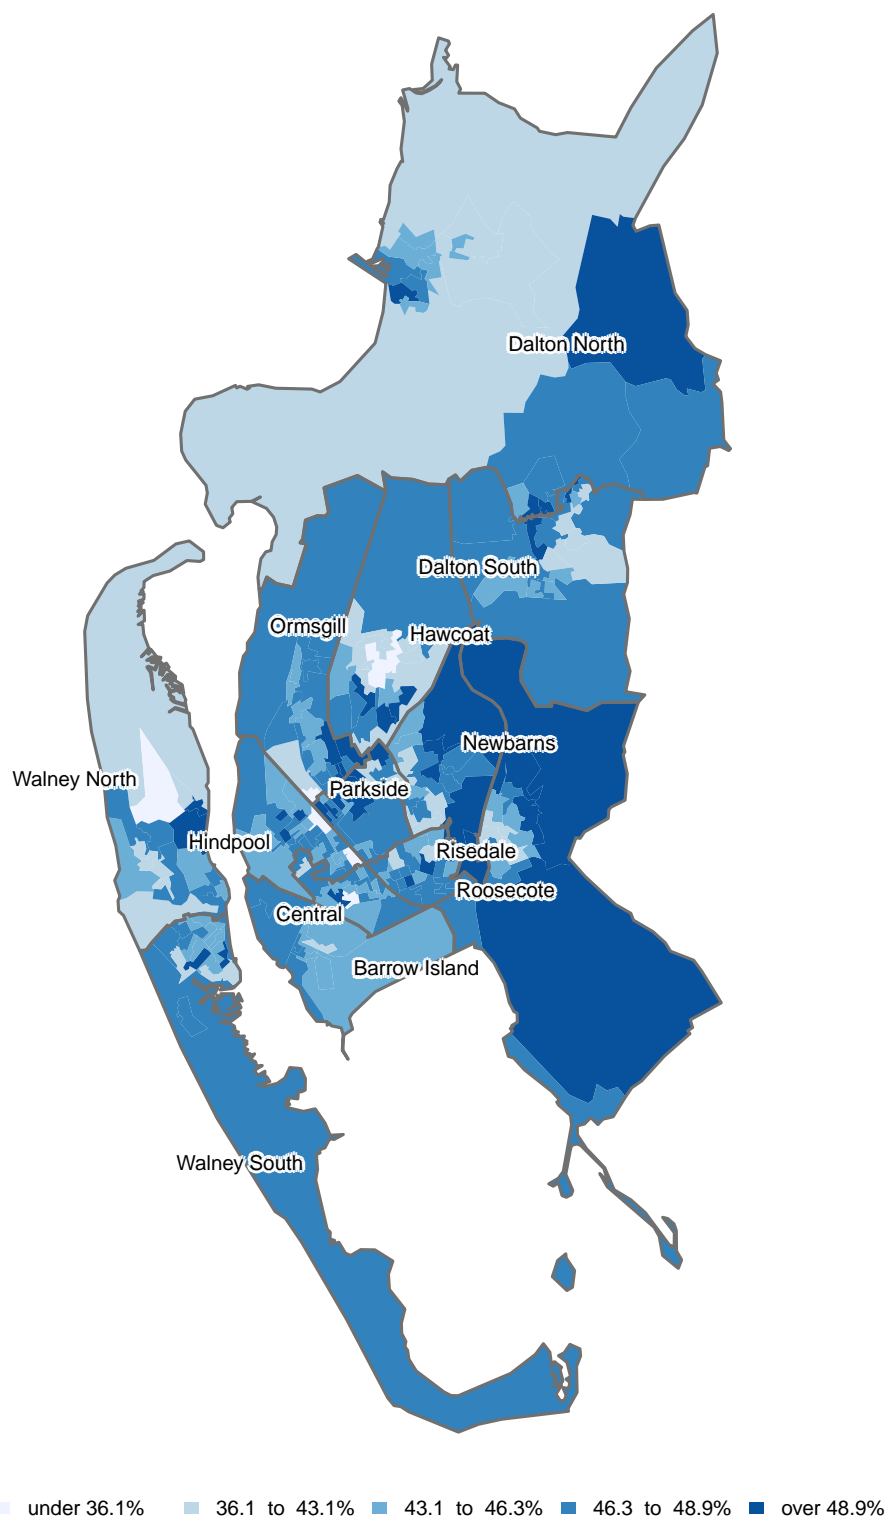 Dalton North
Dalton South
Ormsgill
Hawcoat
Newbarns
Walney North
Parkside
Hindpool
Risedale
Roosecote
Central
Barrow Island
Walney South
under 36.1% 36.1 to 43.1% 43.1 to 46.3% 46.3 to 48.9% over 48.9%